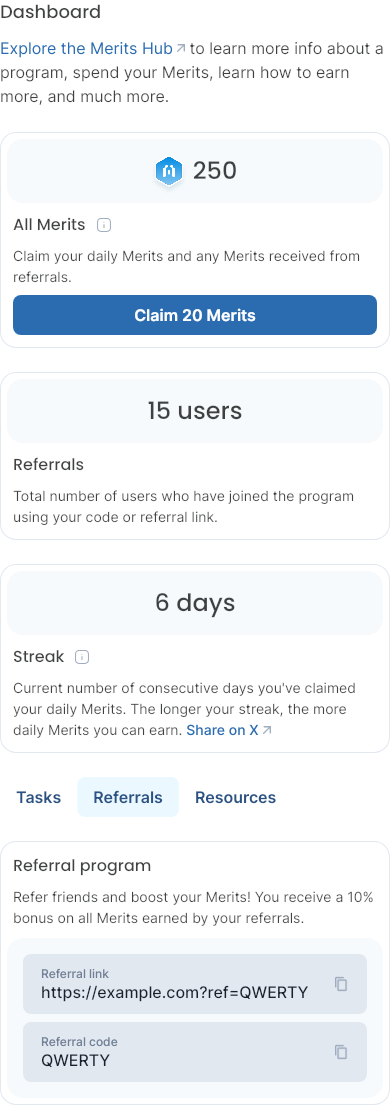 Dashboard
Explore the Merits Hub to learn more info about a
program, spend your Merits, learn how to earn
more, and much more.
250
All Merits
Claim your daily Merits and any Merits received from
referrals.
Claim 20 Merits
15 users
Referrals
Total number of users who have joined the program
using your code or referral link.
6 days
Streak
Current number of consecutive days you've claimed
your daily Merits. The longer your streak, the more
daily Merits you can earn. Share on X
Tasks Referrals Resources
Referral program
Refer friends and boost your Merits! You receive a 10%
bonus on all Merits earned by your referrals.
Referral link
https://example.com?ref=QWERTY
Referral code
QWERTY